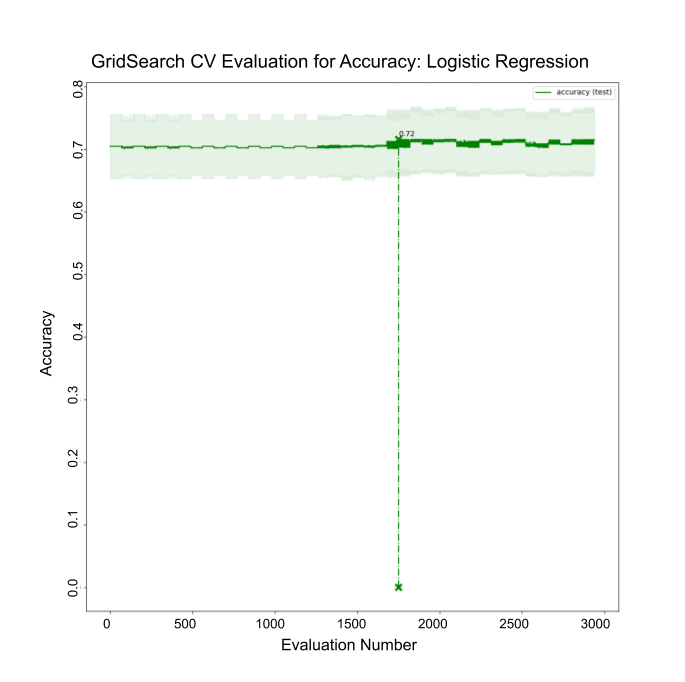 GridSearch CV Evaluation for Accuracy: Logistic Regression
accuracy (test)
0.72
0.8
0.7
0.6
0.5
0.4
0.3
0.2
0.1
0.0
Accuracy
0 500 1000 1500 2000 2500 3000
Evaluation Number